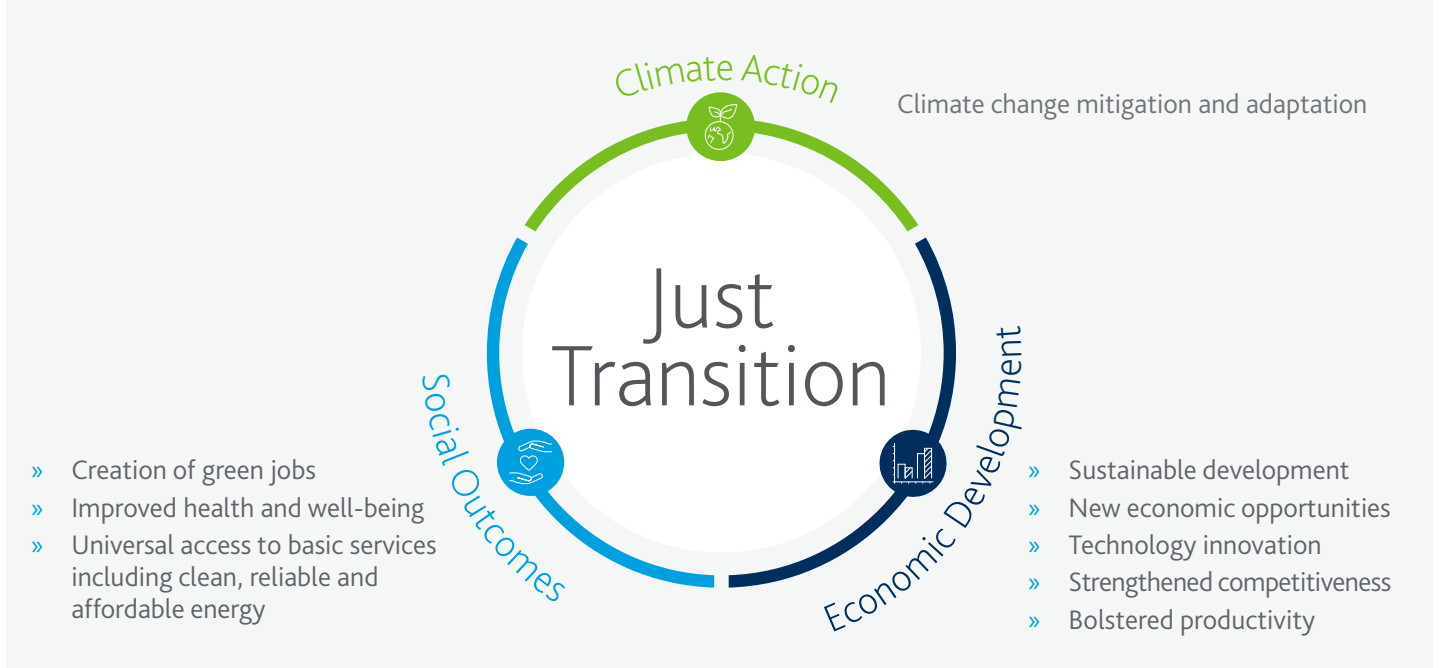 Climate Action
Climate change mitigation and adaptation
Just
Transition
Social Outcomes
» Creation of green jobs
» Improved health and well-being
» Universal access to basic services
including clean, reliable and
affordable energy
Economic Development
» Sustainable development
» New economic opportunities
» Technology innovation
» Strengthened competitiveness
» Bolstered productivity